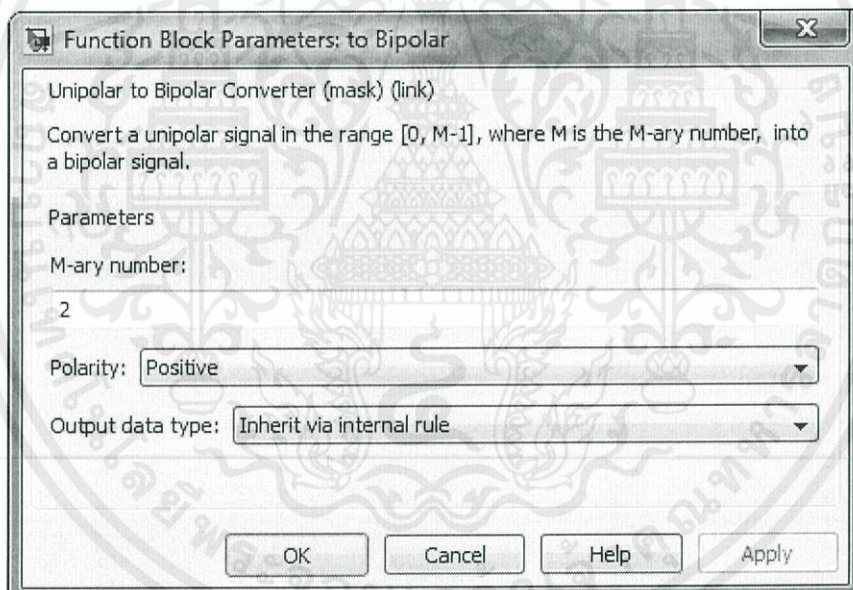 Function Block Parameters: to Bipolar
Unipolar to Bipolar Converter (mask) (link)
Convert a unipolar signal in the range [0, M-1], where M is the M-ary number, into
a bipolar signal.
Parameters
M-ary number:
2
Polarity: Positive
Output data type: Inherit via internal rule
OK
Cancel
Help
Apply